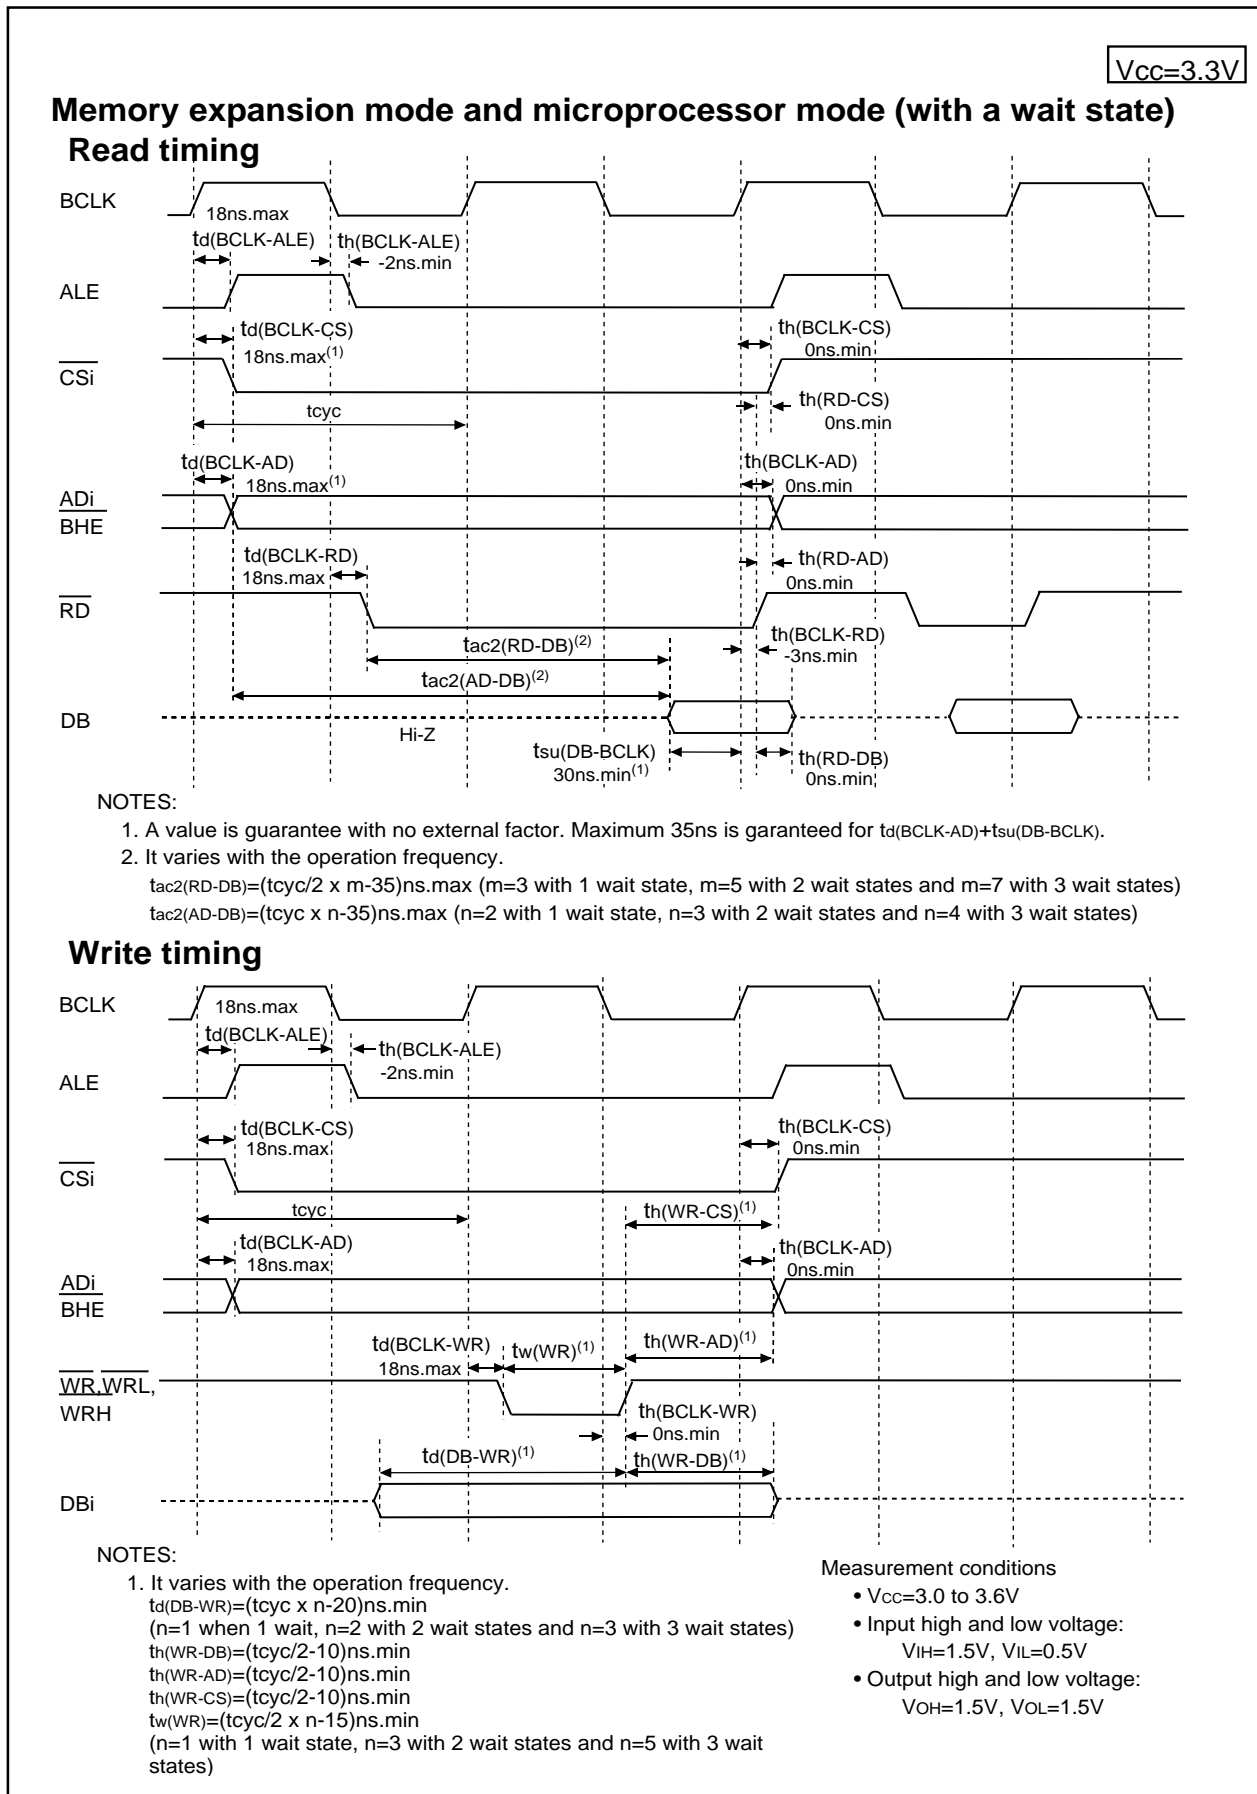 Vcc=3.3V
Memory expansion mode and microprocessor mode (with a wait state)
Read timing
BCLK
18ns.max
td(BCLK-ALE)
th(BCLK-ALE)
-2ns.min
ALE
td(BCLK-CS)
18ns.max(1)
th(BCLK-CS)
0ns.min
CSi
tcyc
th(RD-CS)
0ns.min
td(BCLK-AD)
18ns.max(1)
th(BCLK-AD)
0ns.min
ADi
BHE
td(BCLK-RD)
18ns.max
th(RD-AD)
0ns.min
RD
tac2(RD-DB)(2)
th(BCLK-RD)
-3ns.min
tac2(AD-DB)(2)
DB
Hi-Z
tsu(DB-BCLK)
30ns.min(1)
th(RD-DB)
0ns.min
NOTES:
1. A value is guarantee with no external factor. Maximum 35ns is garanteed for td(BCLK-AD)+tsu(DB-BCLK).
2. It varies with the operation frequency.
tac2(RD-DB)=(tcyc/2 x m-35)ns.max (m=3 with 1 wait state, m=5 with 2 wait states and m=7 with 3 wait states)
tac2(AD-DB)=(tcyc x n-35)ns.max (n=2 with 1 wait state, n=3 with 2 wait states and n=4 with 3 wait states)
Write timing
BCLK
18ns.max
td(BCLK-ALE)
th(BCLK-ALE)
-2ns.min
ALE
td(BCLK-CS)
18ns.max
th(BCLK-CS)
0ns.min
CSi
tcyc
th(WR-CS)(1)
td(BCLK-AD)
18ns.max
th(BCLK-AD)
0ns.min
ADi
BHE
td(BCLK-WR)
18ns.max
tw(WR)(1)
th(WR-AD)(1)
WR,WRL,
WRH
th(BCLK-WR)
0ns.min
td(DB-WR)(1)
th(WR-DB)(1)
DBi
NOTES:
1. It varies with the operation frequency.
td(DB-WR)=(tcyc x n-20)ns.min
(n=1 when 1 wait, n=2 with 2 wait states and n=3 with 3 wait states)
th(WR-DB)=(tcyc/2-10)ns.min
th(WR-AD)=(tcyc/2-10)ns.min
th(WR-CS)=(tcyc/2-10)ns.min
tw(WR)=(tcyc/2 x n-15)ns.min
(n=1 with 1 wait state, n=3 with 2 wait states and n=5 with 3 wait
states)
Measurement conditions
• VCC=3.0 to 3.6V
• Input high and low voltage:
VIH=1.5V, VIL=0.5V
• Output high and low voltage:
VOH=1.5V, VOL=1.5V